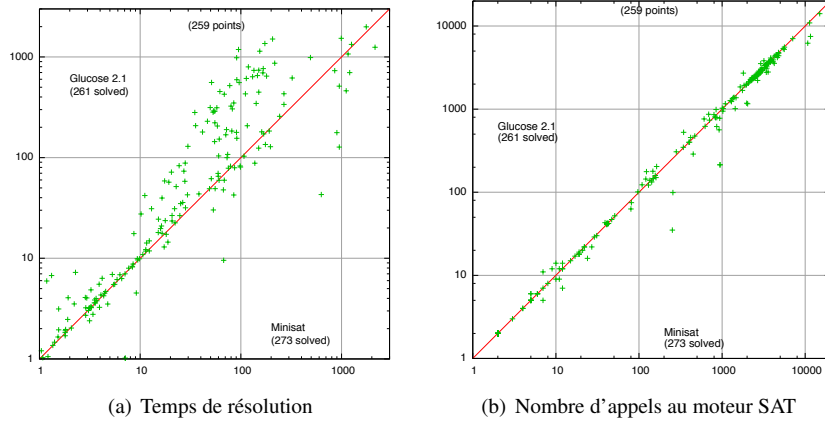 (259 points)
1000
Glucose 2.1
(261 solved)
100
10
Minisat
(273 solved)
1
1
10
100
1000
(a) Temps de résolution
(259 points)
10000
1000
Glucose 2.1
(261 solved)
100
10
Minisat
(273 solved)
1
1
10
100
1000
10000
(b) Nombre d'appels au moteur SAT